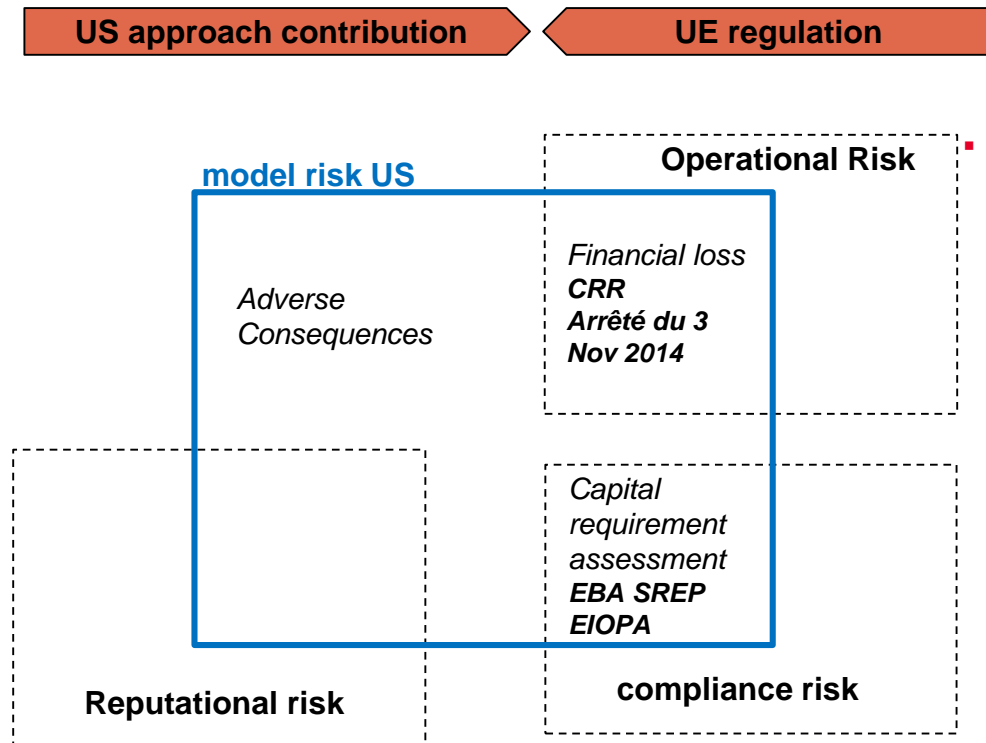 US approach contribution
UE regulation
Operational Risk
model risk US
Financial loss
CRR
Arrêté du 3
Nov 2014
Adverse
Consequences
Capital
requirement
assessment
EBA SREP
EIOPA
compliance risk
Reputational risk